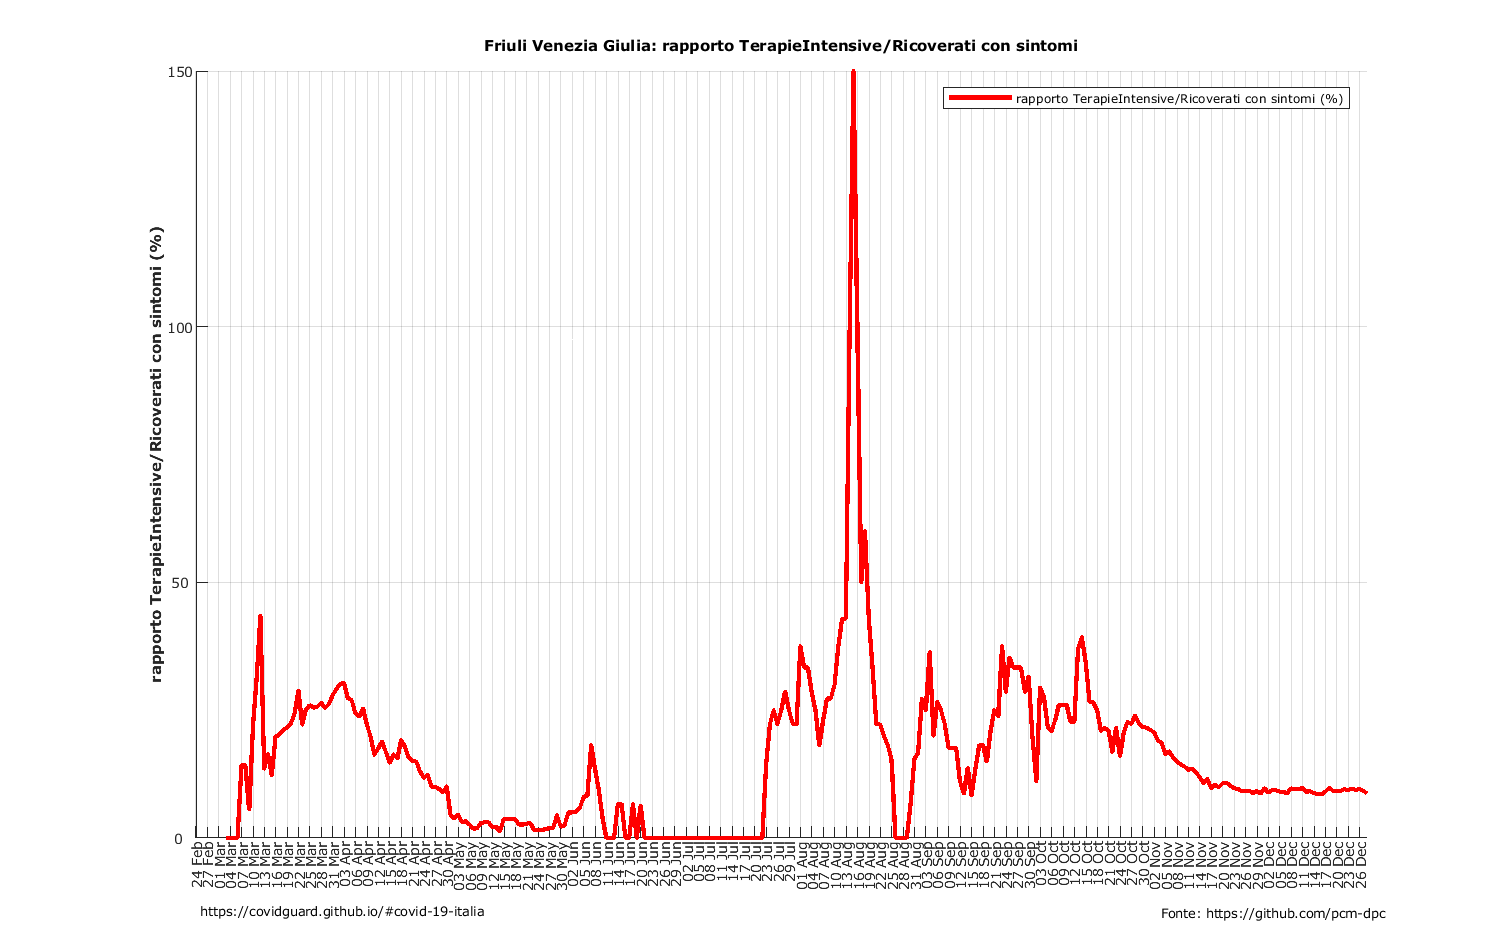 Friuli Venezia Giulia: rapporto TerapieIntensive/Ricoverati con sintomi
rapporto TerapieIntensive/Ricoverati con sintomi (%)
rapporto TerapieIntensive/Ricoverati con sintomi (%)
150
100
50
0
24 Feb
27 Feb
01 Mar
04 Mar
07 Mar
10 Mar
13 Mar
16 Mar
19 Mar
22 Mar
25 Mar
28 Mar
31 Mar
03 Apr
06 Apr
09 Apr
12 Apr
15 Apr
18 Apr
21 Apr
24 Apr
27 Apr
30 Apr
03 May
06 May
09 May
12 May
15 May
18 May
21 May
24 May
27 May
30 May
02 Jun
05 Jun
08 Jun
11 Jun
14 Jun
17 Jun
20 Jun
23 Jun
26 Jun
29 Jun
02 Jul
05 Jul
08 Jul
11 Jul
14 Jul
17 Jul
20 Jul
23 Jul
26 Jul
29 Jul
01 Aug
04 Aug
07 Aug
10 Aug
13 Aug
16 Aug
19 Aug
22 Aug
25 Aug
28 Aug
31 Aug
03 Sep
06 Sep
09 Sep
12 Sep
15 Sep
18 Sep
21 Sep
24 Sep
27 Sep
30 Sep
03 Oct
06 Oct
09 Oct
12 Oct
15 Oct
18 Oct
21 Oct
24 Oct
27 Oct
30 Oct
02 Nov
05 Nov
08 Nov
11 Nov
14 Nov
17 Nov
20 Nov
23 Nov
26 Nov
29 Nov
02 Dec
05 Dec
08 Dec
11 Dec
14 Dec
17 Dec
20 Dec
23 Dec
26 Dec
https://covidguard.github.io/#covid-19-italia
Fonte: https://github.com/pcm-dpc